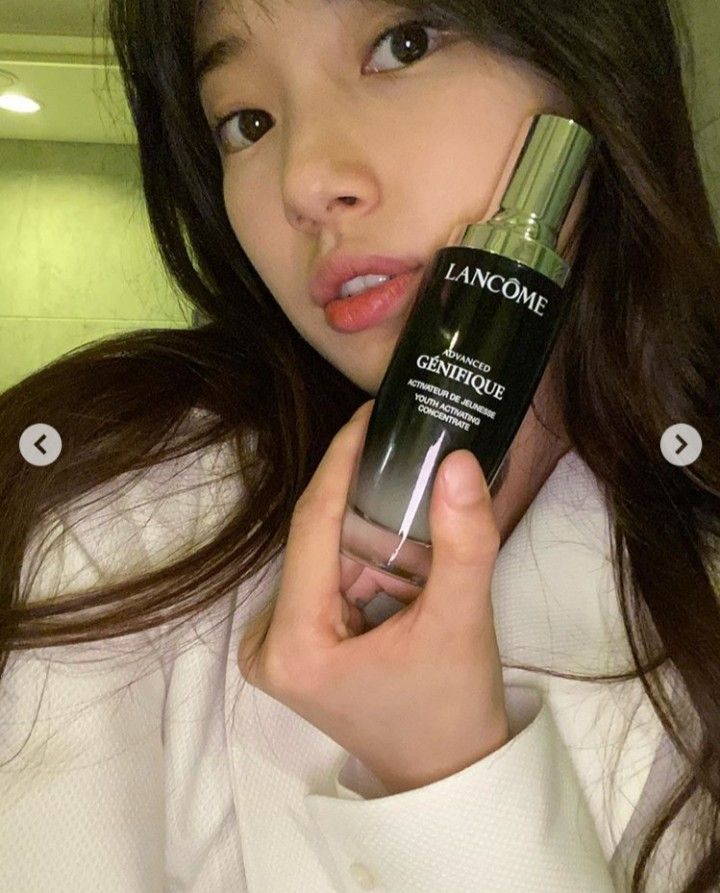 LANCÔME
ADVANCED
GÉNIFIQUE
ACTIVATEUR DE JEUNESSE
YOUTH ACTIVATING
CONCENTRATE